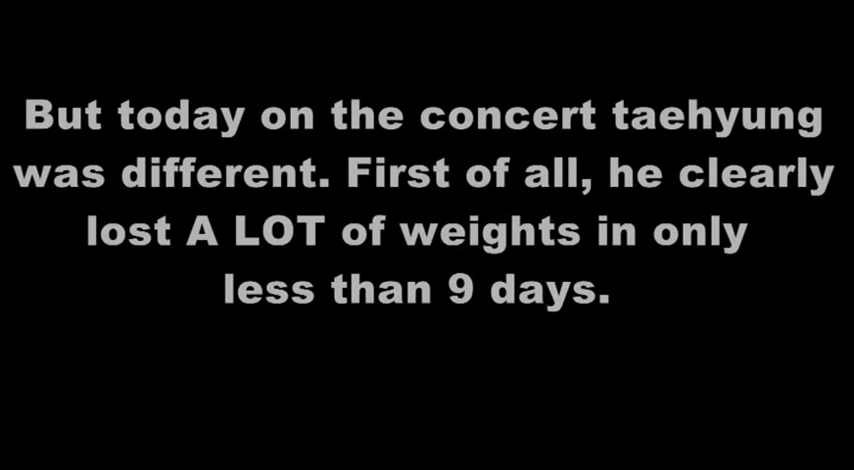 But today on the concert taehyung
was different. First of all, he clearly
lost A LOT of weights in only
less than 9 days.